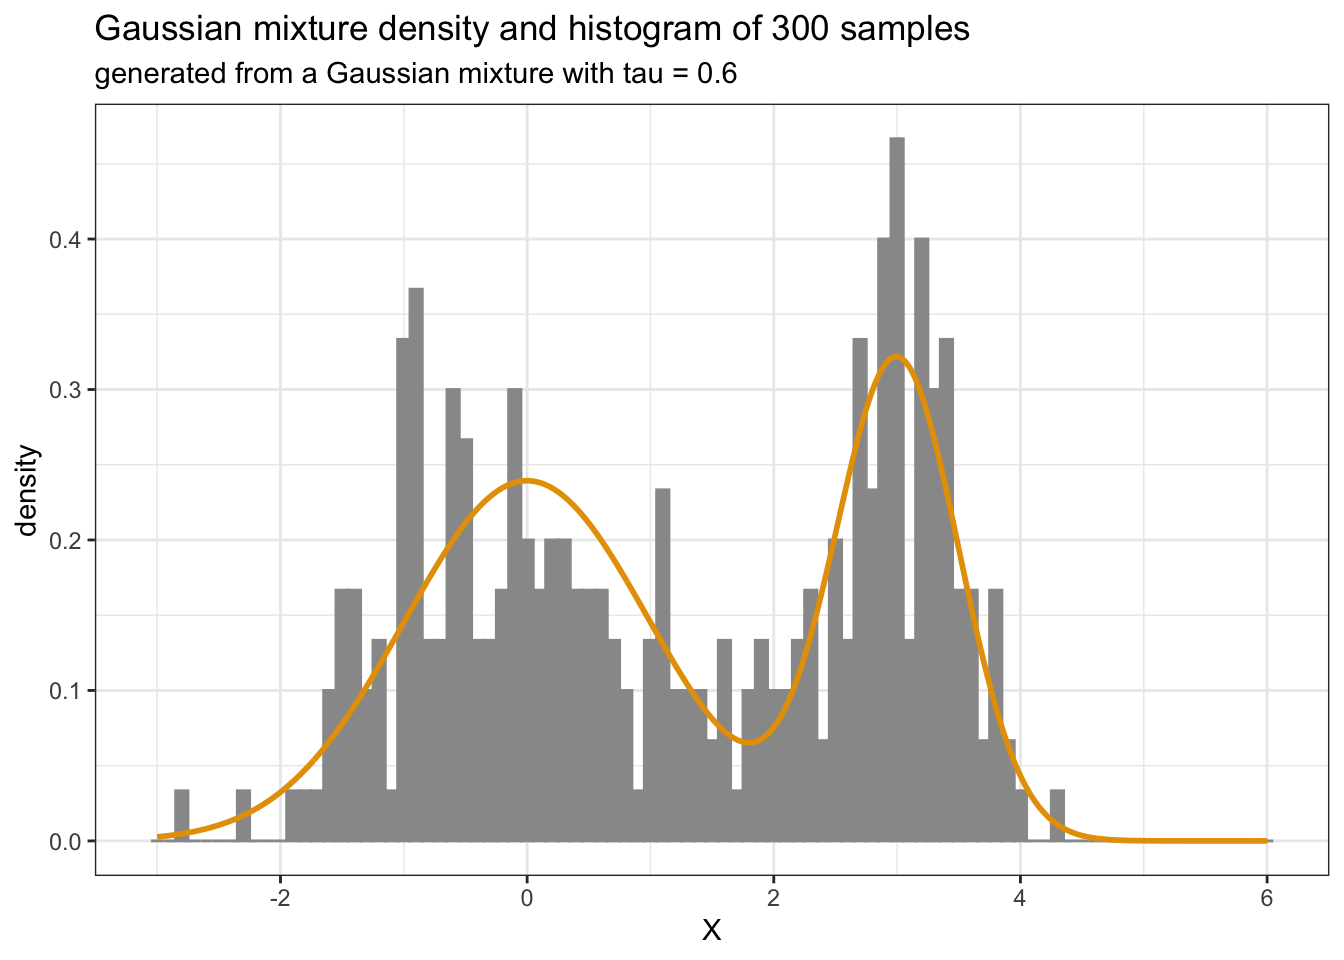 Gaussian mixture density and histogram of 300 samples
generated from a Gaussian mixture with tau = 0.6
density
0.4
0.3
0.2
0.1
0.0
-2 0 2 4 6
X